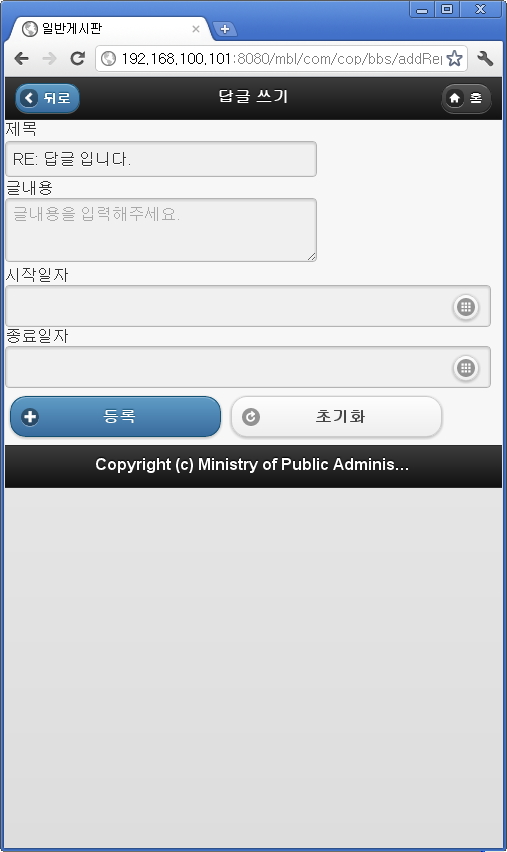 일반게시판
192.168.100.101:8080/mbl/com/cop/bbs/addRep
뒤로
답글 쓰기
홈
제목
RE: 답글 입니다.
글내용
글내용을 입력해주세요.
시작일자
종료일자
등록
초기화
Copyright (c) Ministry of Public Adminis...